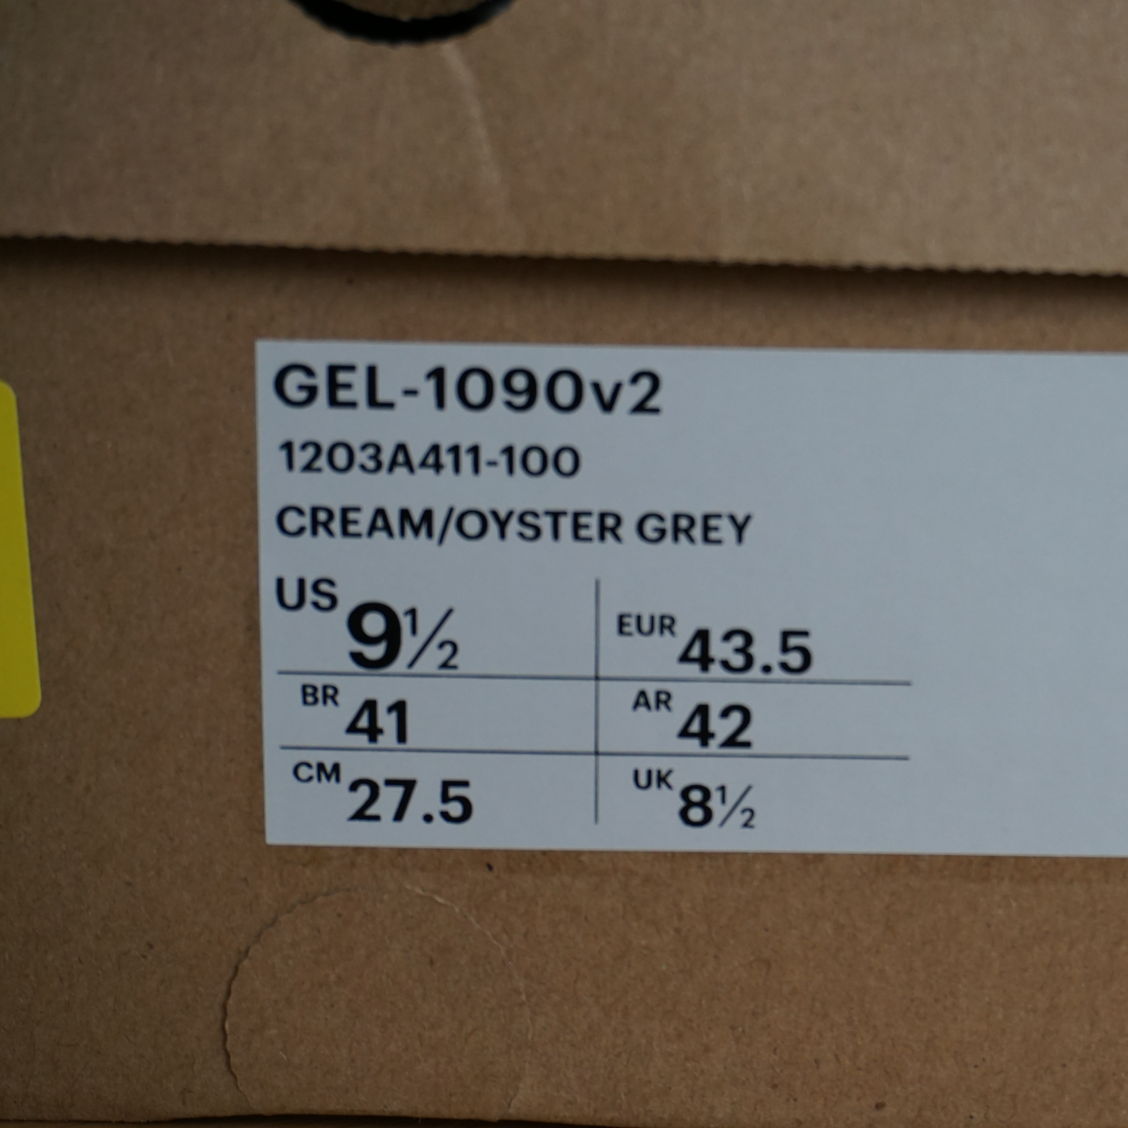 GEL-1090v2
1203A411-100
CREAM/OYSTER GREY
US 9½ EUR 43.5
BR 41 AR 42
CM 27.5 UK 8½